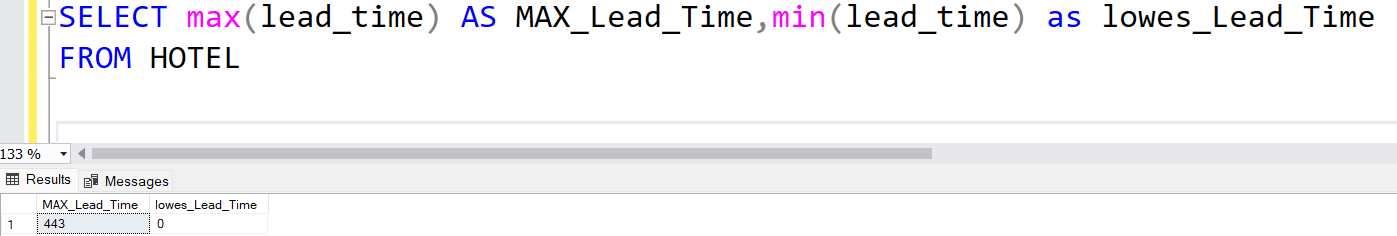 SELECT max(lead_time) AS MAX_Lead_Time,min(lead_time) as lowes_Lead_Time
FROM HOTEL
133 %
Results Messages
MAX_Lead_Time lowes_Lead_Time
1 443 0